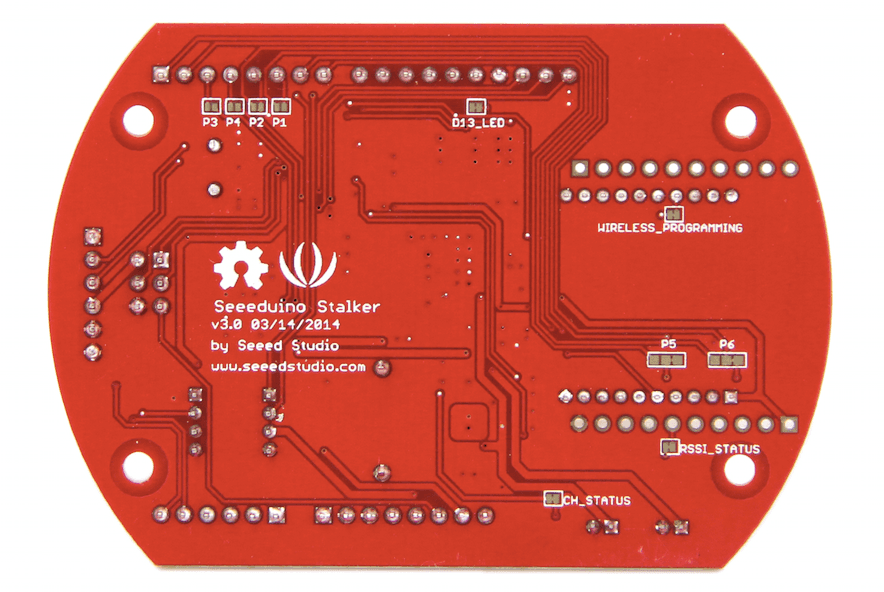 P3 P4 P2 P1
D13_LED
WIRELESS_PROGRAMMING
Seeeduino Stalker
v3.0 03/14/2014
by Seeed Studio
www.seeedstudio.com
P5 P6
RSSI_STATUS
CH_STATUS